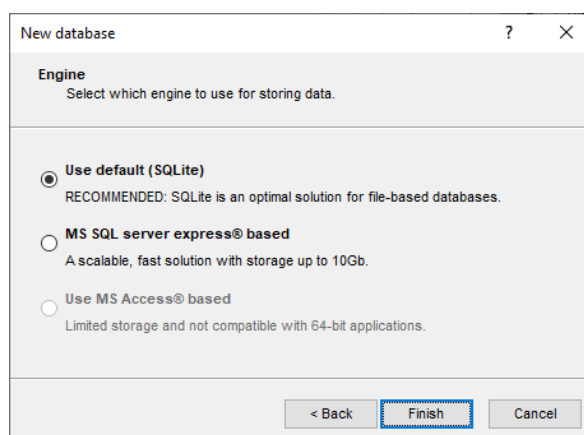 New database
?
Engine
Select which engine to use for storing data.
Use default (SQLite)
RECOMMENDED: SQLite is an optimal solution for file-based databases.
MS SQL server express® based
A scalable, fast solution with storage up to 10Gb.
Use MS Access® based
Limited storage and not compatible with 64-bit applications.
< Back Finish Cancel